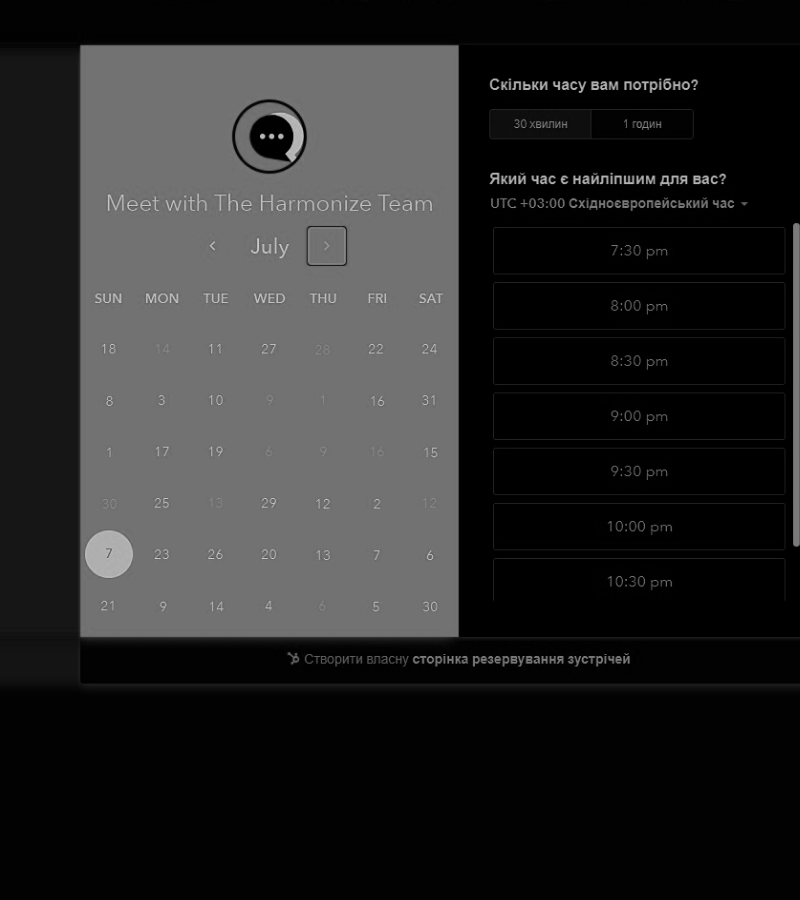 Meet with The Harmonize Team
July
SUN MON TUE WED THU FRI SAT
18 14 11 27 28 22 24
8 3 10 9 1 16 31
1 17 19 6 9 16 15
30 25 13 29 12 2 12
7 23 26 20 13 7 6
21 9 14 4 6 5 30
Скільки часу вам потрібно?
30 хвилин 1 годин
Який час є найліпшим для вас?
UTC +03:00 Східноєвропейський час
7:30 pm
8:00 pm
8:30 pm
9:00 pm
9:30 pm
10:00 pm
10:30 pm
Створити власну сторінка резервування зустрічей